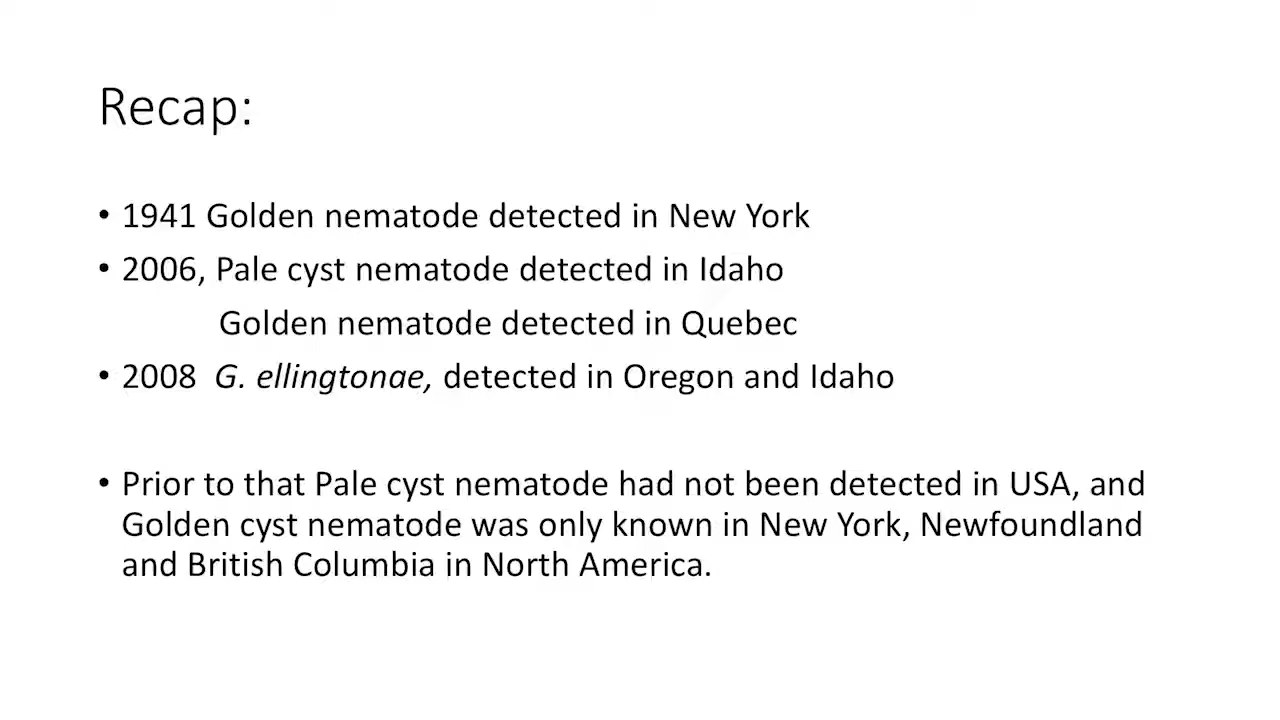 Recap:
• 1941 Golden nematode detected in New York
• 2006, Pale cyst nematode detected in Idaho
Golden nematode detected in Quebec
• 2008 G. ellingtonae, detected in Oregon and Idaho
• Prior to that Pale cyst nematode had not been detected in USA, and
Golden cyst nematode was only known in New York, Newfoundland
and British Columbia in North America.